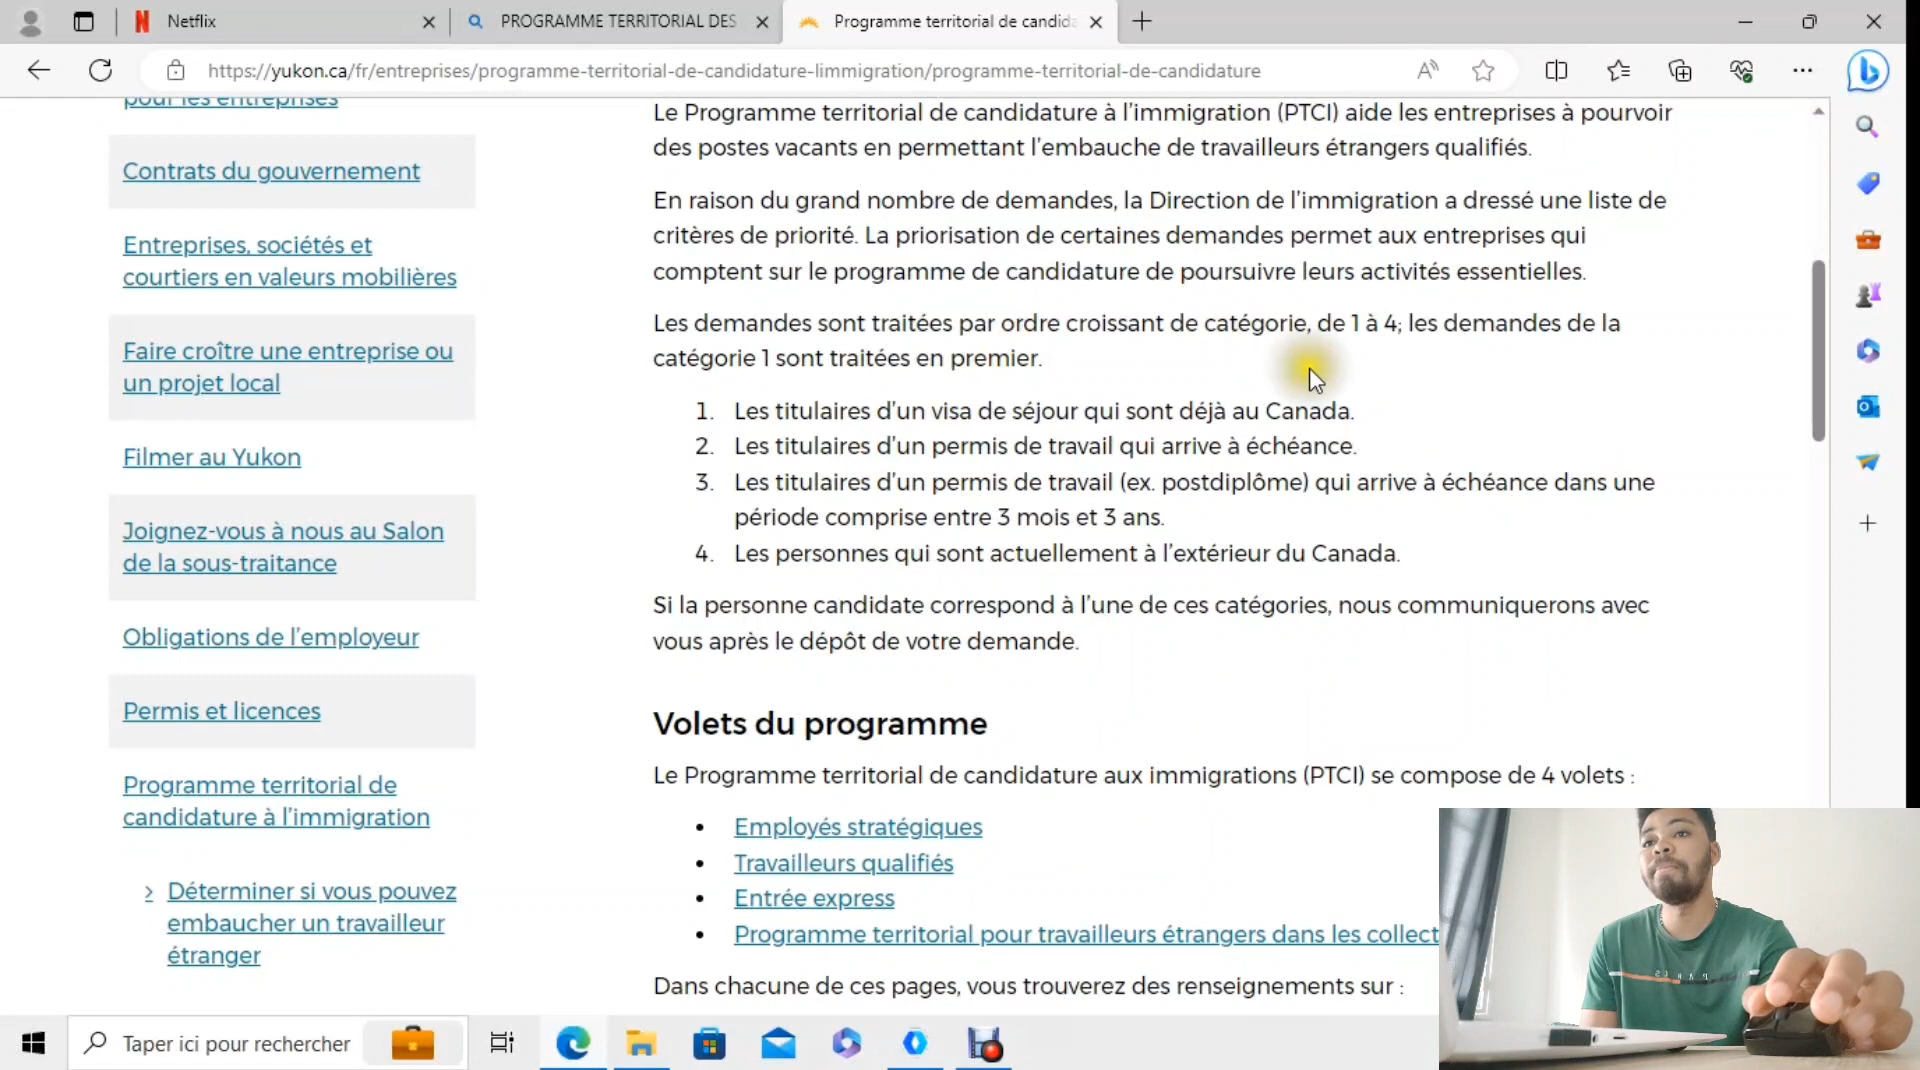 Netflix
PROGRAMME TERRITORIAL DES
Programme territorial de candid
https://yukon.ca/fr/entreprises/programme-territorial-de-candidature-limmigration/programme-territorial-de-candidature
pour les entreprises
Contrats du gouvernement
Entreprises, sociétés et
courtiers en valeurs mobilières
Faire croître une entreprise ou
un projet local
Filmer au Yukon
Joignez-vous à nous au Salon
de la sous-traitance
Obligations de l'employeur
Permis et licences
Programme territorial de
candidature à l'immigration
> Déterminer si vous pouvez
embaucher un travailleur
étranger
Le Programme territorial de candidature à l'immigration (PTCI) aide les entreprises à pourvoir
des postes vacants en permettant l'embauche de travailleurs étrangers qualifiés.
En raison du grand nombre de demandes, la Direction de l'immigration a dressé une liste de
critères de priorité. La priorisation de certaines demandes permet aux entreprises qui
comptent sur le programme de candidature de poursuivre leurs activités essentielles.
Les demandes sont traitées par ordre croissant de catégorie, de 1 à 4; les demandes de la
catégorie 1 sont traitées en premier.
1. Les titulaires d'un visa de séjour qui sont déjà au Canada.
2. Les titulaires d'un permis de travail qui arrive à échéance.
3. Les titulaires d'un permis de travail (ex. postdiplôme) qui arrive à échéance dans une
période comprise entre 3 mois et 3 ans.
4. Les personnes qui sont actuellement à l'extérieur du Canada.
Si la personne candidate correspond à l'une de ces catégories, nous communiquerons avec
vous après le dépôt de votre demande.
Volets du programme
Le Programme territorial de candidature aux immigrations (PTCI) se compose de 4 volets :
• Employés stratégiques
• Travailleurs qualifiés
• Entrée express
• Programme territorial pour travailleurs étrangers dans les collect
Dans chacune de ces pages, vous trouverez des renseignements sur :
Taper ici pour rechercher